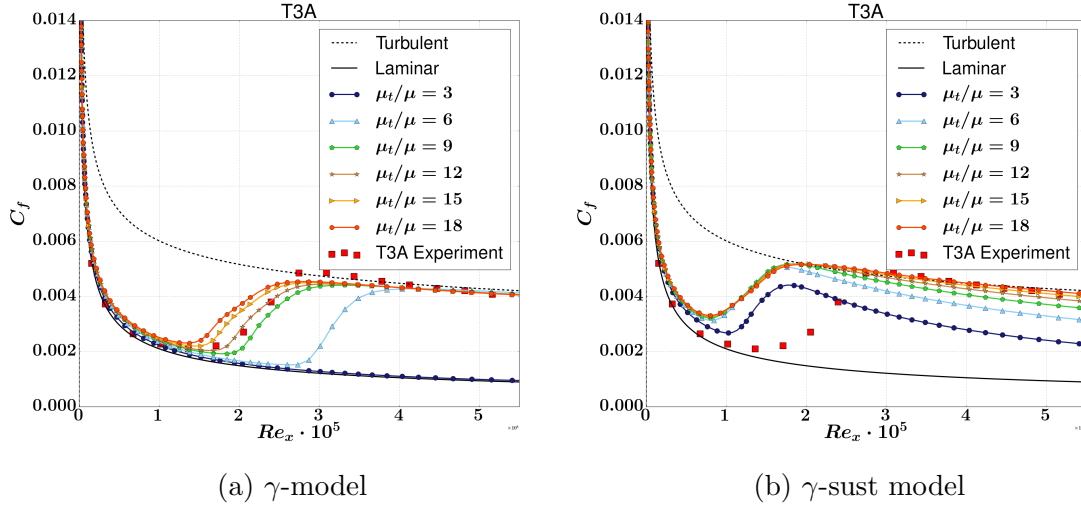 T3A
0.014
0.012
0.010
0.008
0.006
0.004
0.002
0.000
C_f
0 1 2 3 4 5
Re_x · 10^5
Turbulent
Laminar
μ_t/μ = 3
μ_t/μ = 6
μ_t/μ = 9
μ_t/μ = 12
μ_t/μ = 15
μ_t/μ = 18
T3A Experiment
(a) γ-model
T3A
0.014
0.012
0.010
0.008
0.006
0.004
0.002
0.000
C_f
0 1 2 3 4 5
Re_x · 10^5
Turbulent
Laminar
μ_t/μ = 3
μ_t/μ = 6
μ_t/μ = 9
μ_t/μ = 12
μ_t/μ = 15
μ_t/μ = 18
T3A Experiment
(b) γ-sust model